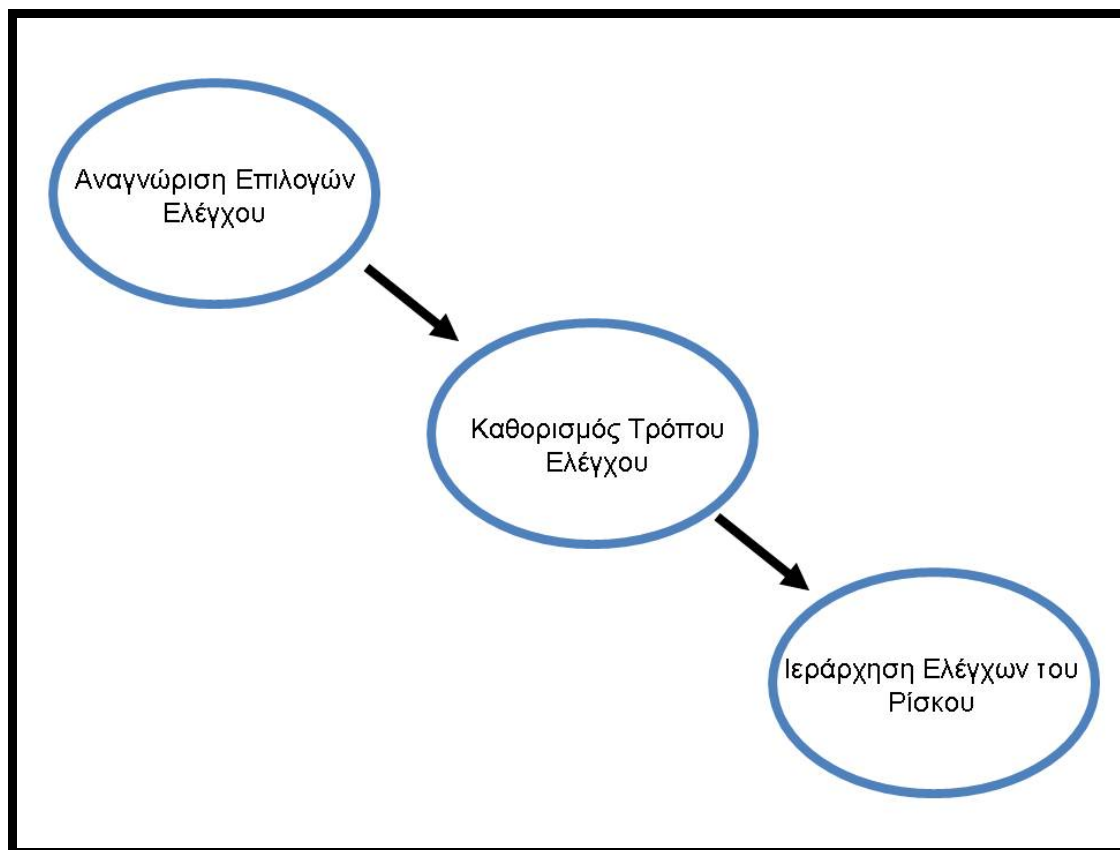 Αναγνώριση Επιλογών
Ελέγχου
Καθορισμός Τρόπου
Ελέγχου
Ιεράρχηση Ελέγχων του
Ρίσκου